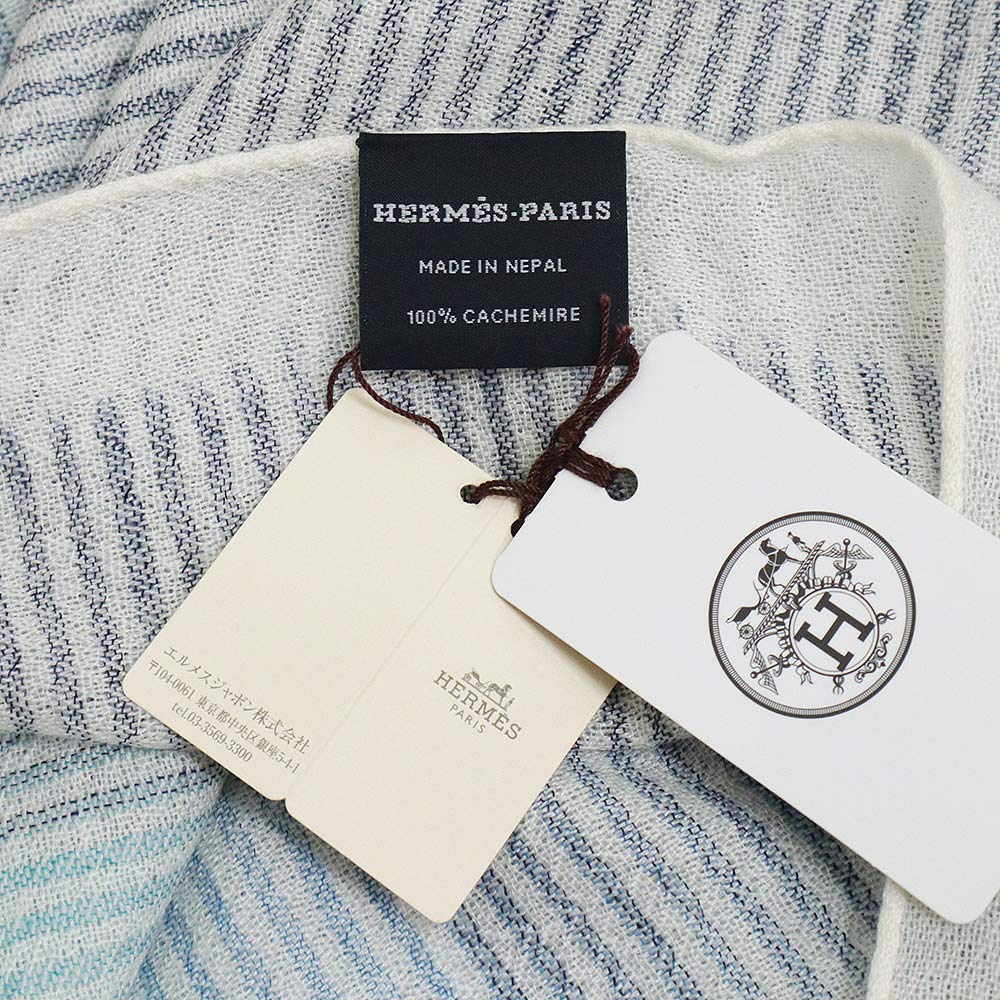 HERMÈS-PARIS
MADE IN NEPAL
100% CACHEMIRE
エルメスジャポン株式会社
〒104-0061 東京都中央区銀座5-4-1
tel.03-3569-3300
HERMÈS
PARIS
H